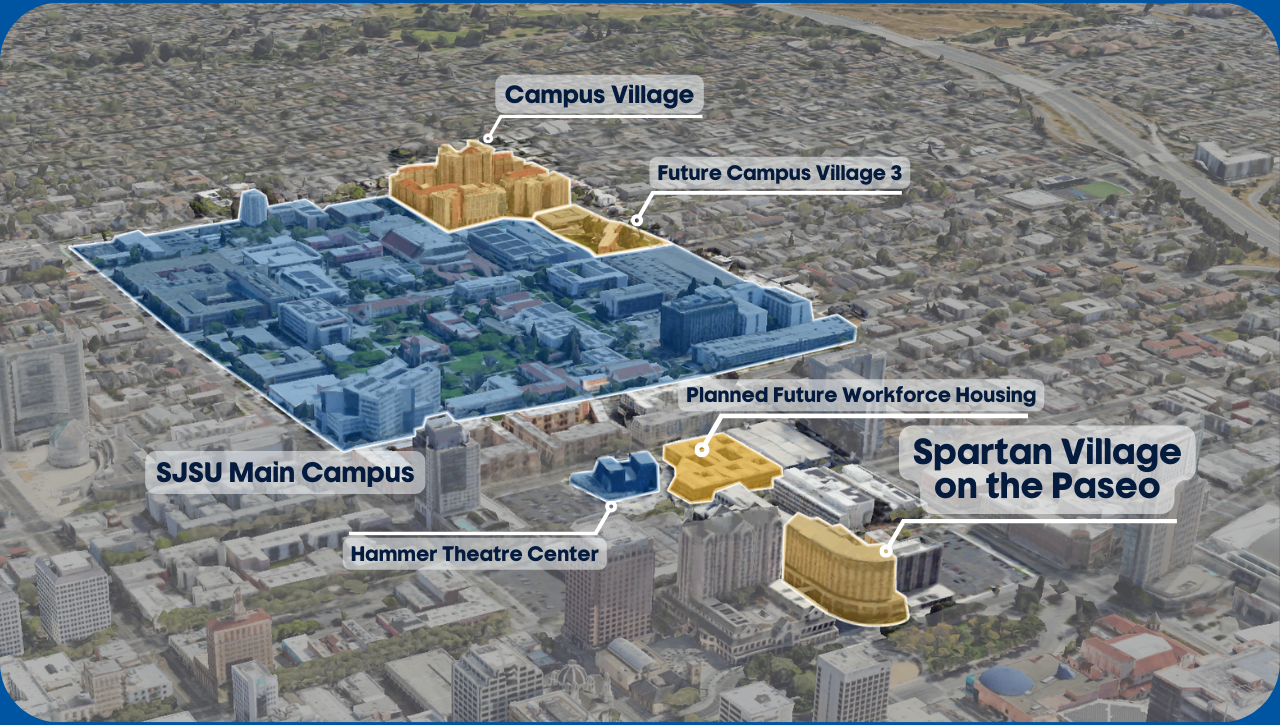 Campus Village
Future Campus Village 3
Planned Future Workforce Housing
Spartan Village
on the Paseo
SJSU Main Campus
Hammer Theatre Center